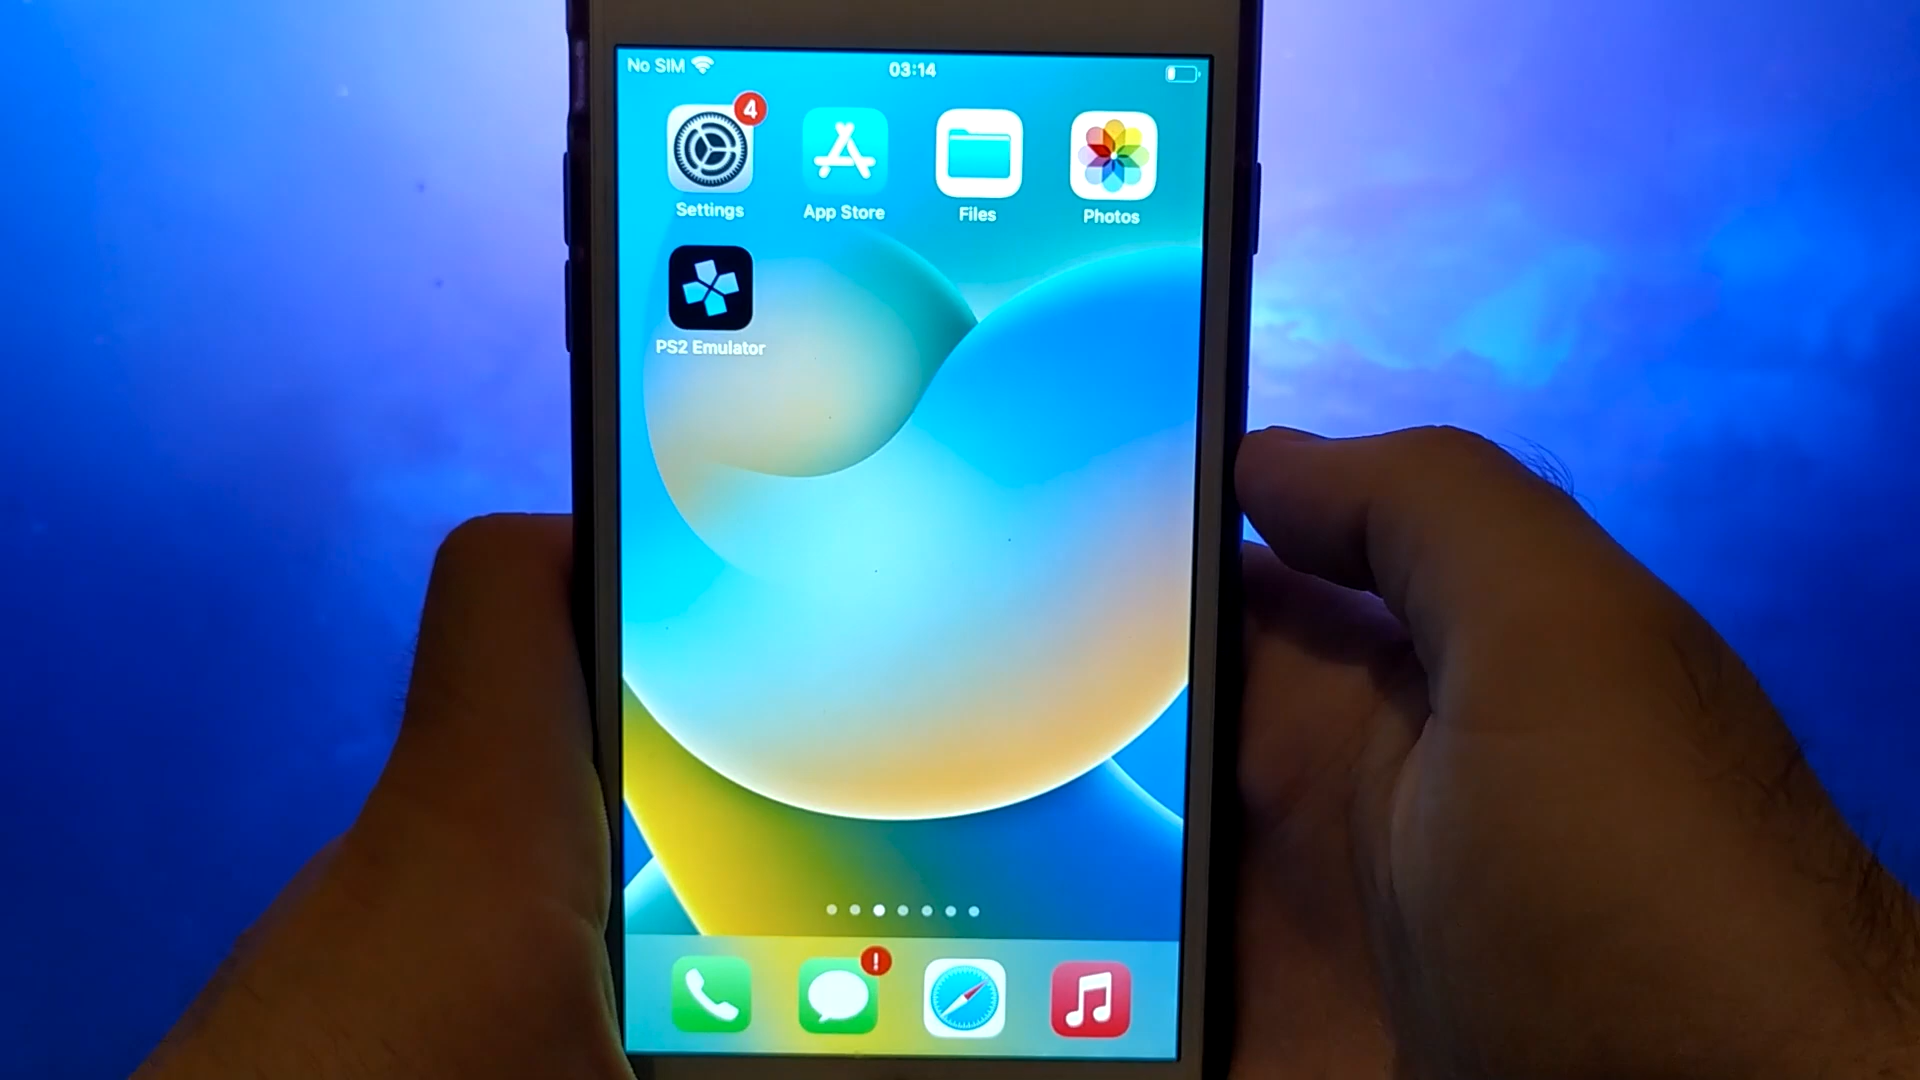 No SIM
03:14
4
Settings
App Store
Files
Photos
PS2 Emulator
!